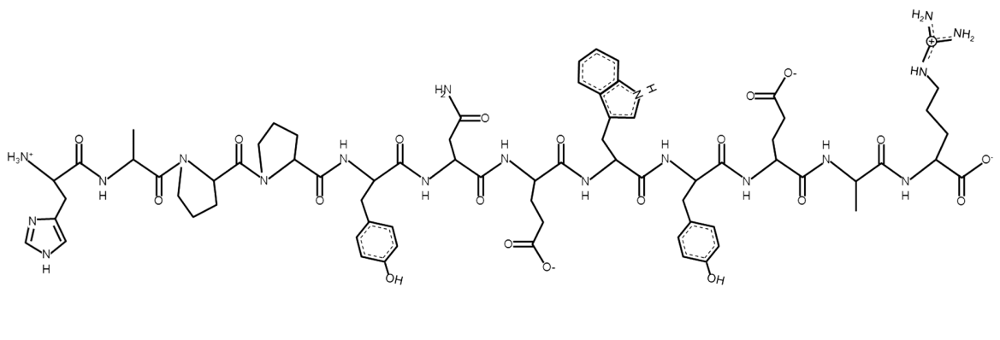 H₂N
NH₂
+
HN
O-
H₂N
N H
O
O
O O H O H O H O H O
H₃N⁺ N N N N N O-
N N N N N N
H O O H O H O H O H O
N
O
N
H O-
OH OH